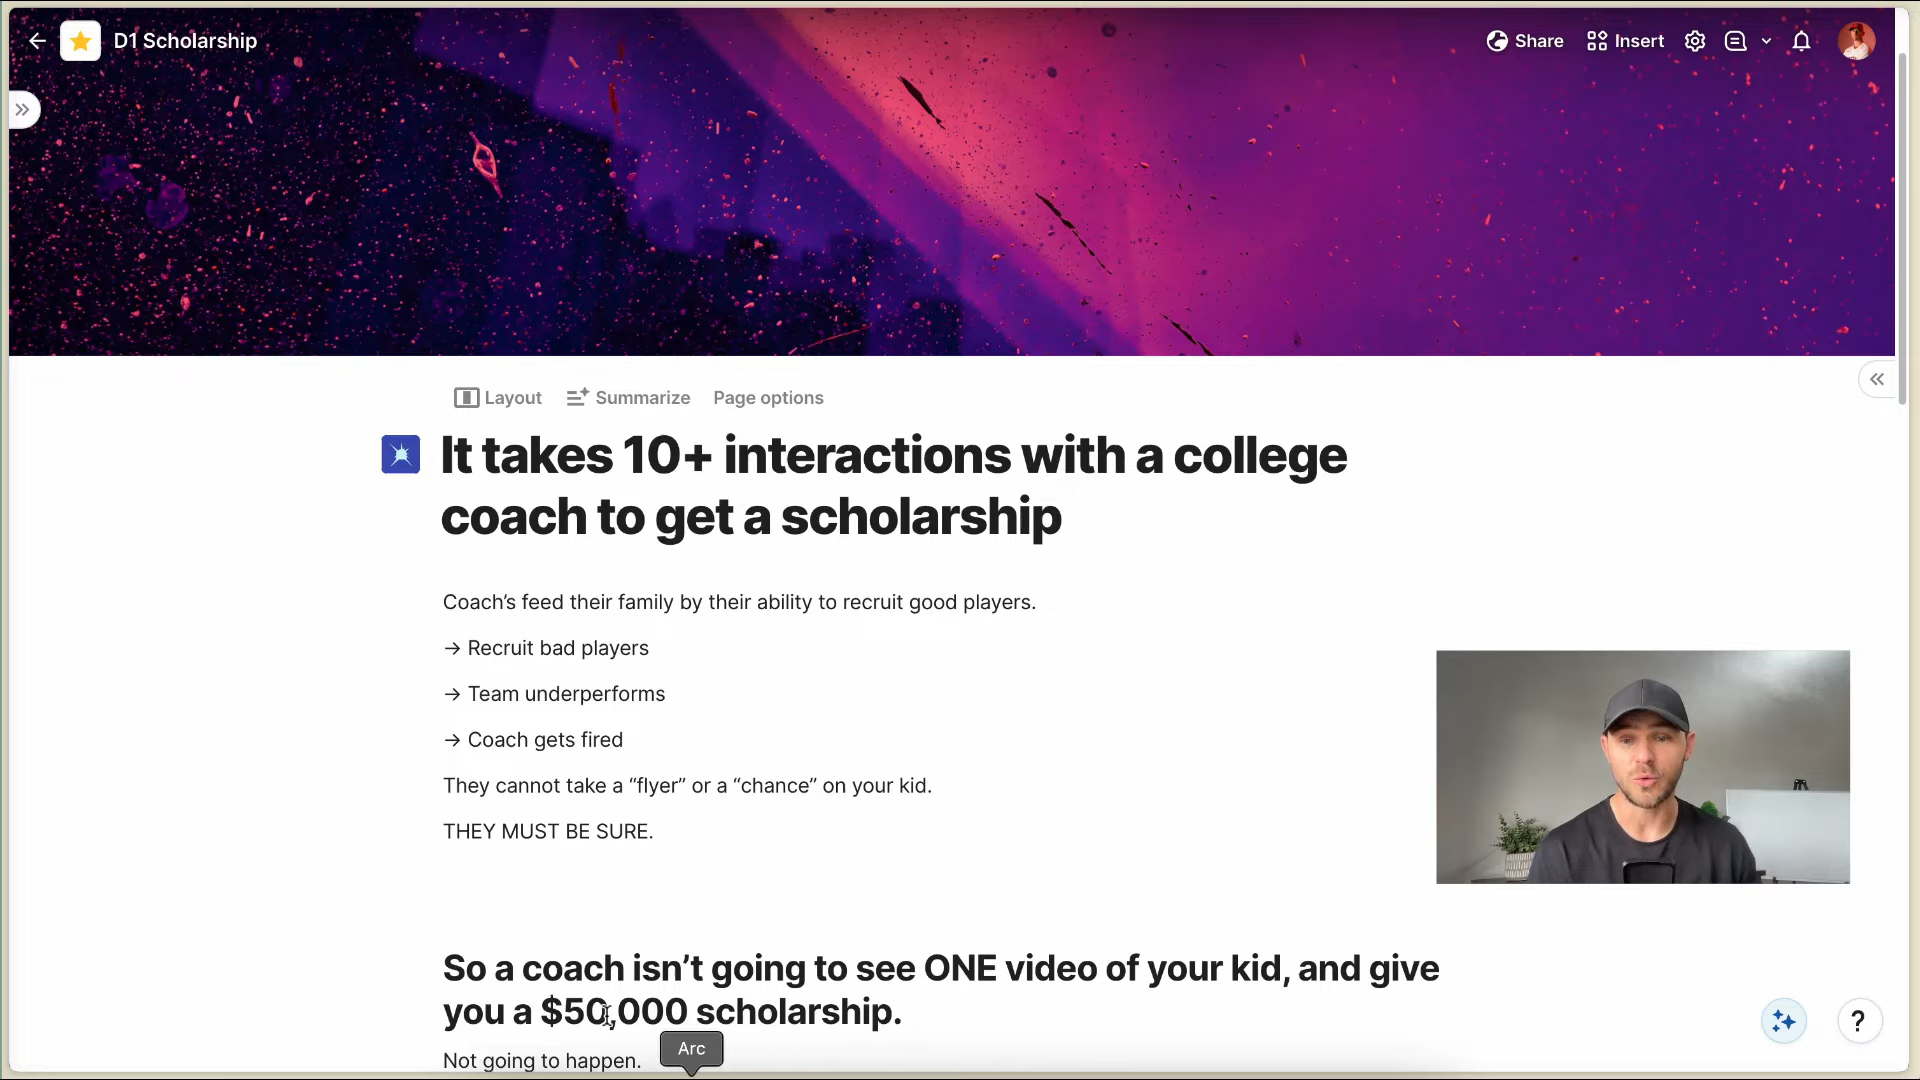 D1 Scholarship
Share
Insert
Layout
Summarize
Page options
It takes 10+ interactions with a college
coach to get a scholarship
Coach’s feed their family by their ability to recruit good players.
→ Recruit bad players
→ Team underperforms
→ Coach gets fired
They cannot take a “flyer” or a “chance” on your kid.
THEY MUST BE SURE.
So a coach isn’t going to see ONE video of your kid, and give
you a $50,000 scholarship.
Not going to happen.
Arc
?